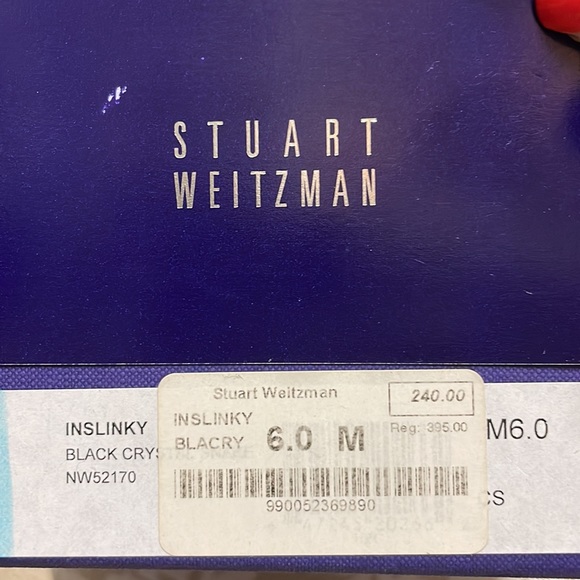 STUART
WEITZMAN
Stuart Weitzman
240.00
INSLINKY
BLACRY 6.0 M
Reg: 395.00
990052369890
INSLINKY
BLACK
NW52170
M6.0
CS